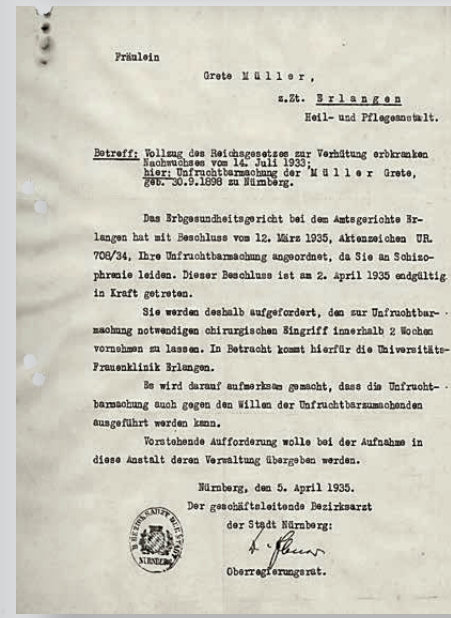 Fräulein
Grete Müller,
z.Zt. Erlangen
Heil- und Pflegeanstalt.
Betreff: Vollzug des Reichsgesetzes zur Verhütung erbkranken
Nachwuchses vom 14. Juli 1933;
hier: Unfruchtbarmachung der Müller Grete,
geb. 30.9.1898 zu Nürnberg.
Das Erbgesundheitsgericht bei dem Amtsgerichte Er-
langen hat mit Beschluss vom 12. März 1935, Aktenzeichen UR.
708/34, Ihre Unfruchtbarmachung angeordnet, da Sie an Schizo-
phrenie leiden. Dieser Beschluss ist am 2. April 1935 endgültig
in Kraft getreten.
Sie werden deshalb aufgefordert, den zur Unfruchtbar-
machung notwendigen chirurgischen Eingriff innerhalb 2 Wochen
vornehmen zu lassen. In Betracht kommt hierfür die Universitäts-
Frauenklinik Erlangen.
Es wird darauf aufmerksam gemacht, dass die Unfrucht-
barmachung auch gegen den Willen der Unfruchtbarzumachenden
ausgeführt werden kann.
Vorstehende Aufforderung wolle bei der Aufnahme in
diese Anstalt deren Verwaltung übergeben werden.
Nürnberg, den 5. April 1935.
Der geschäftsleitende Bezirksarzt
der Stadt Nürnberg:
BEZIRKSARZT DER STADT
NÜRNBERG
Oberregierungsrat.